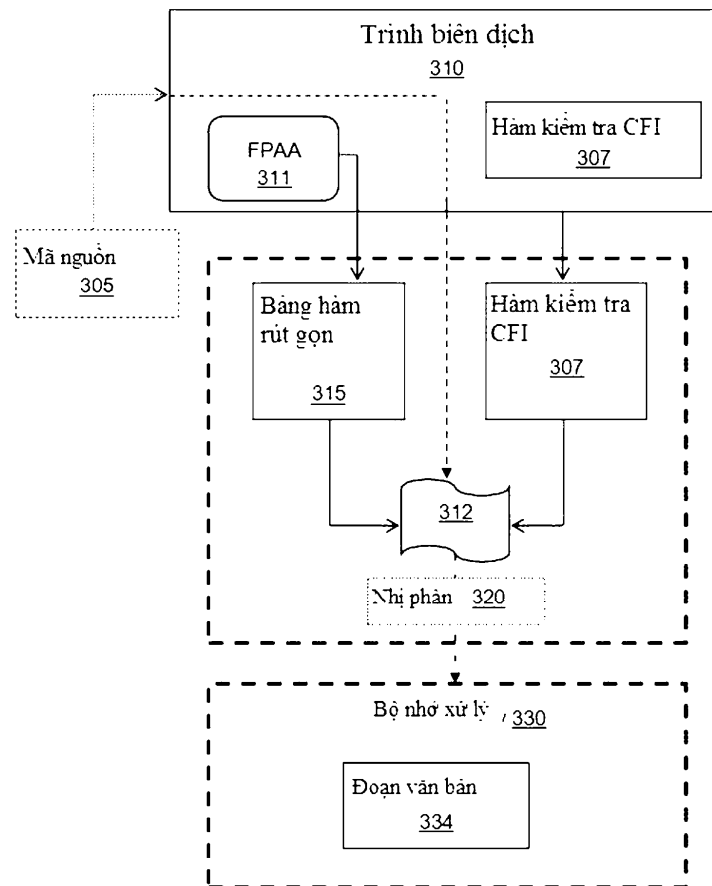 Trình biên dịch
310
Hàm kiểm tra CFI
307
FPAA
311
Mã nguồn
305
Bảng hàm
rút gọn
315
Hàm kiểm tra
CFI
307
312
Nhị phân 320
Bộ nhớ xử lý 330
Đoạn văn bản
334